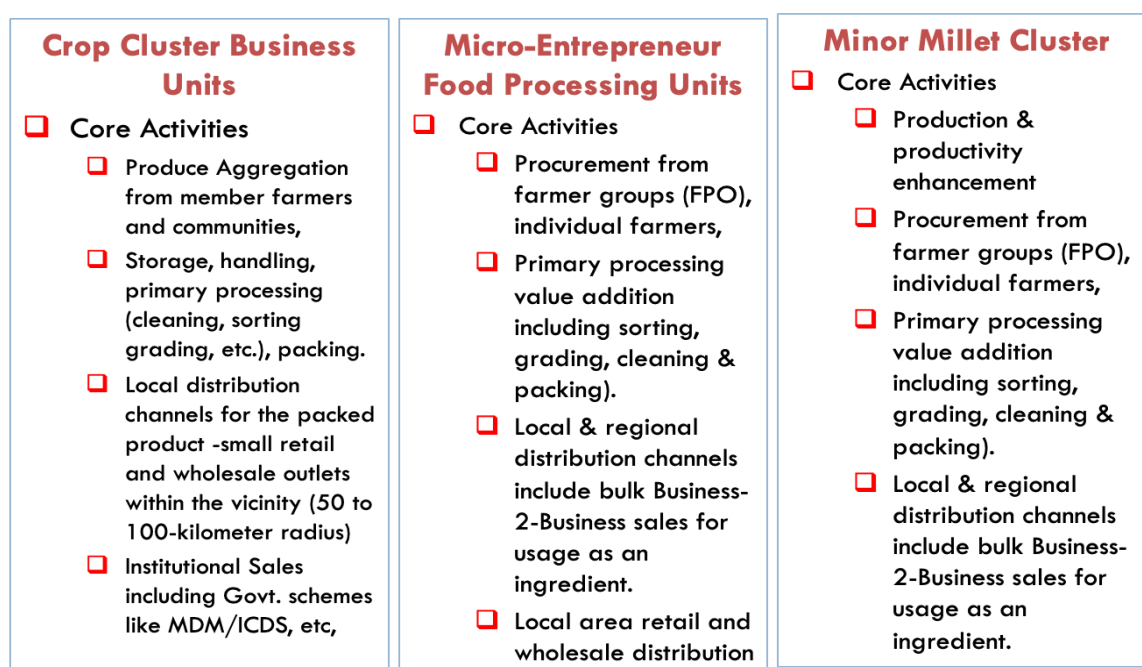 Crop Cluster Business
Units
Core Activities
Produce Aggregation
from member farmers
and communities,
Storage, handling,
primary processing
(cleaning, sorting
grading, etc.), packing.
Local distribution
channels for the packed
product -small retail
and wholesale outlets
within the vicinity (50 to
100-kilometer radius)
Institutional Sales
including Govt. schemes
like MDM/ICDS, etc,
Micro-Entrepreneur
Food Processing Units
Core Activities
Procurement from
farmer groups (FPO),
individual farmers,
Primary processing
value addition
including sorting,
grading, cleaning &
packing).
Local & regional
distribution channels
include bulk Business-
2-Business sales for
usage as an
ingredient.
Local area retail and
wholesale distribution
Minor Millet Cluster
Core Activities
Production &
productivity
enhancement
Procurement from
farmer groups (FPO),
individual farmers,
Primary processing
value addition
including sorting,
grading, cleaning &
packing).
Local & regional
distribution channels
include bulk Business-
2-Business sales for
usage as an
ingredient.